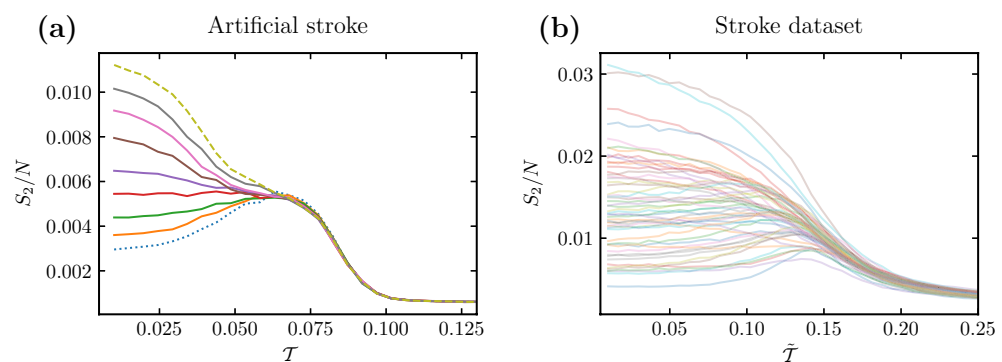 (a) Artificial stroke
S₂/N
0.010
0.008
0.006
0.004
0.002
0.025 0.050 0.075 0.100 0.125
𝒯
(b) Stroke dataset
S₂/N
0.03
0.02
0.01
0.05 0.10 0.15 0.20 0.25
𝒯̃